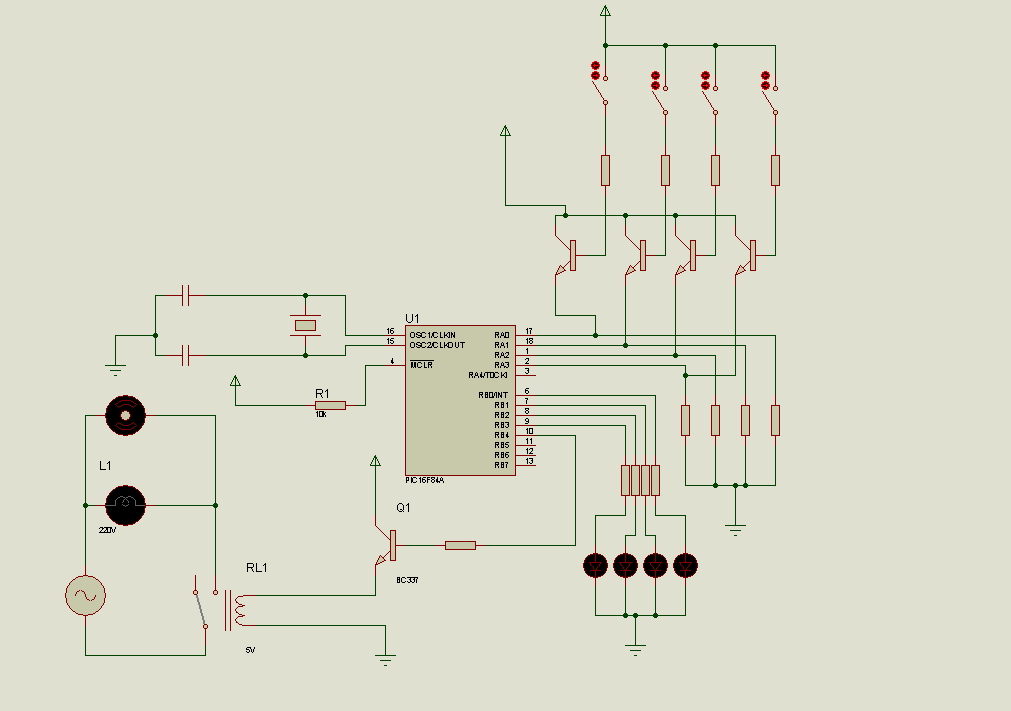 U1
16 OSC1/CLKIN RA0 17
15 OSC2/CLKOUT RA1 18
RA2 1
4 MCLR RA3 2
RA4/T0CKI 3
RB0/INT 6
RB1 7
RB2 8
RB3 9
RB4 10
RB5 11
RB6 12
RB7 13
PIC16F84A
R1
10k
L1
220V
Q1
BC337
RL1
5V